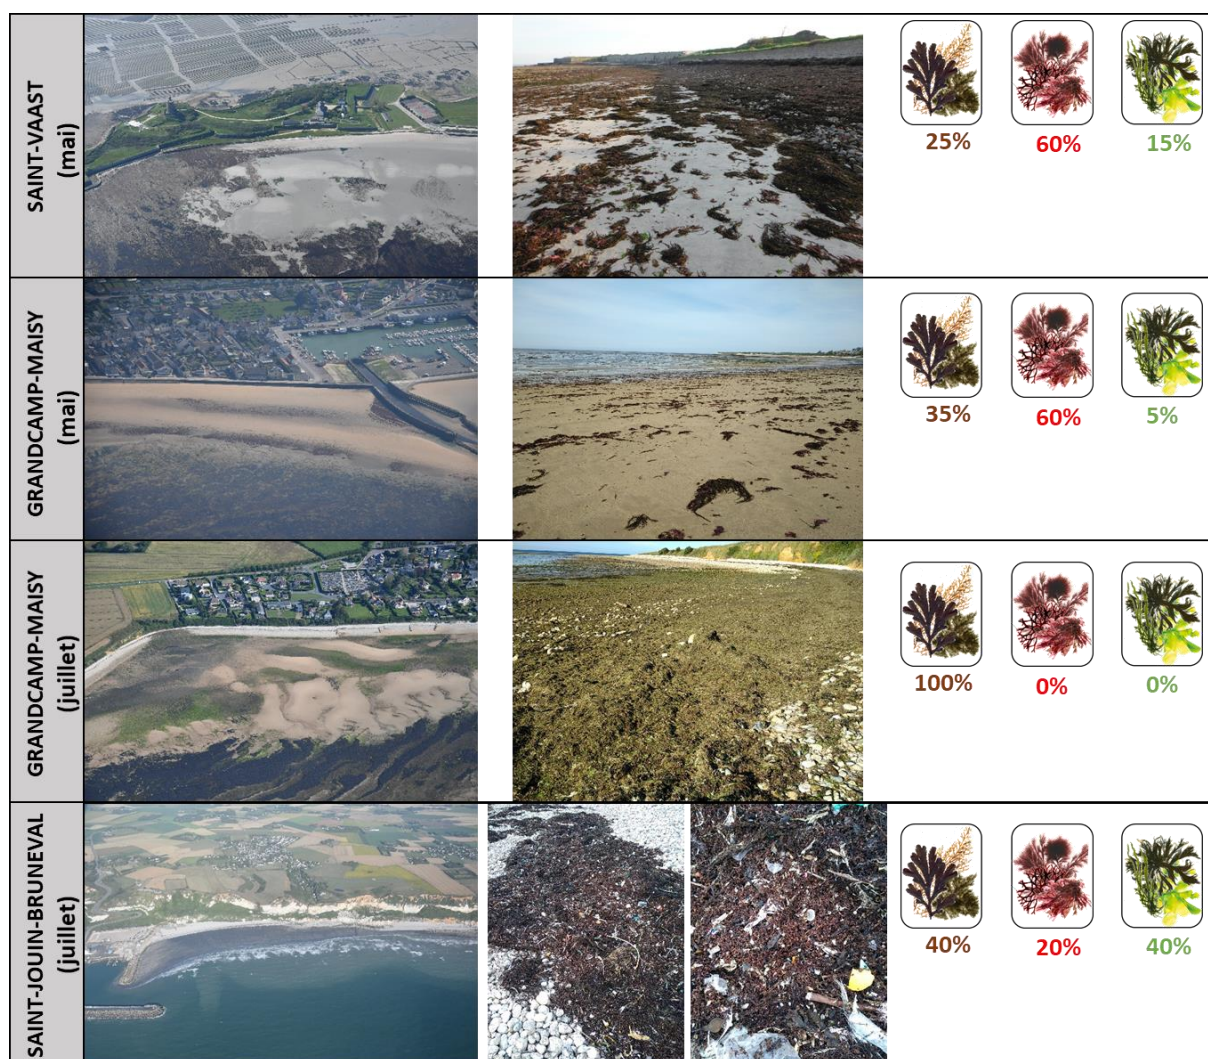 SAINT-VAAST
(mai)
25% 60% 15%
GRANDCAMP-MAISY
(mai)
35% 60% 5%
GRANDCAMP-MAISY
(juillet)
100% 0% 0%
SAINT-JOUIN-BRUNEVAL
(juillet)
40% 20% 40%